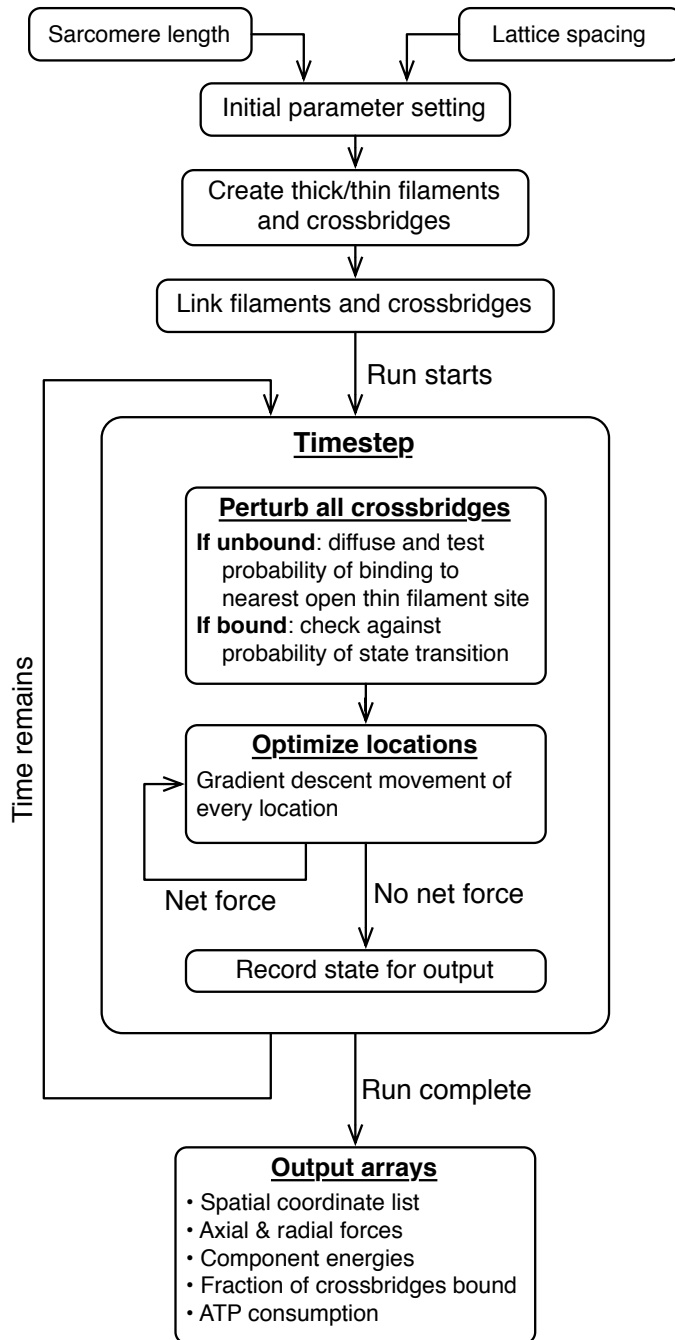 Sarcomere length
Lattice spacing
Initial parameter setting
Create thick/thin filaments
and crossbridges
Link filaments and crossbridges
Run starts
Timestep
Perturb all crossbridges
If unbound: diffuse and test
probability of binding to
nearest open thin filament site
If bound: check against
probability of state transition
Time remains
Optimize locations
Gradient descent movement of
every location
Net force
No net force
Record state for output
Run complete
Output arrays
• Spatial coordinate list
• Axial & radial forces
• Component energies
• Fraction of crossbridges bound
• ATP consumption